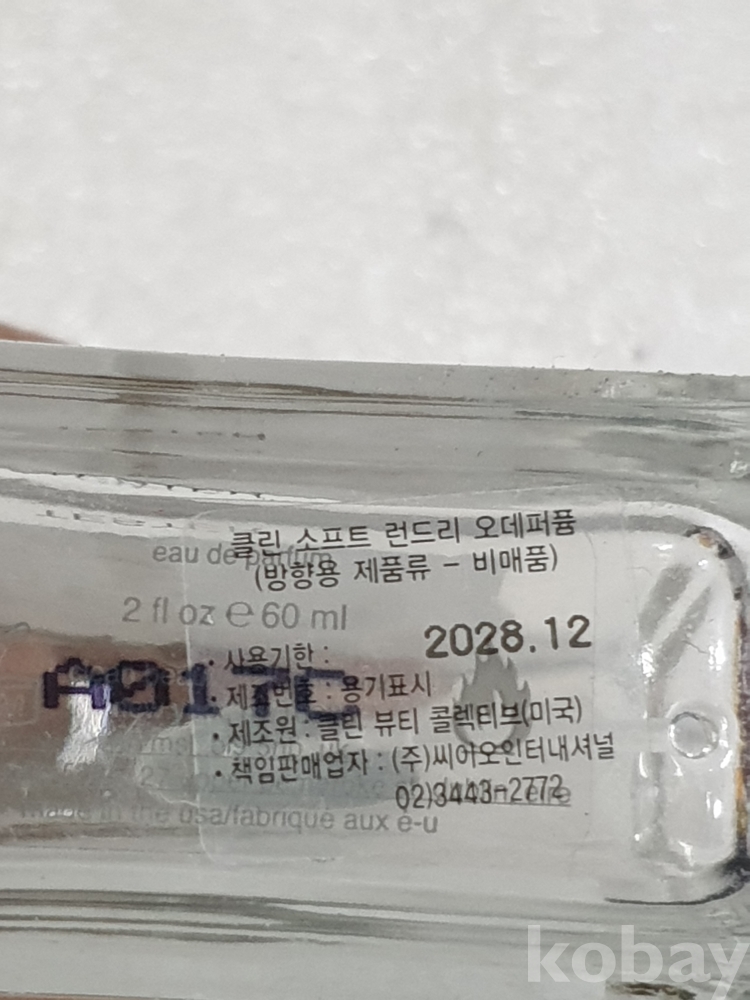 클린 소프트 런드리 오데퍼퓸
eau de parfum
(방향용 제품류 - 비매품)
2 fl oz e 60 ml
2028.12
· 사용기한 :
A017C
· 제품번호 : 용기표시
· 제조원 : 클린 뷰티 콜렉티브(미국)
· 책임판매업자 : (주)씨아오인터내셔널
02)3443-2772
made in the usa/fabrique aux é-u
kobay